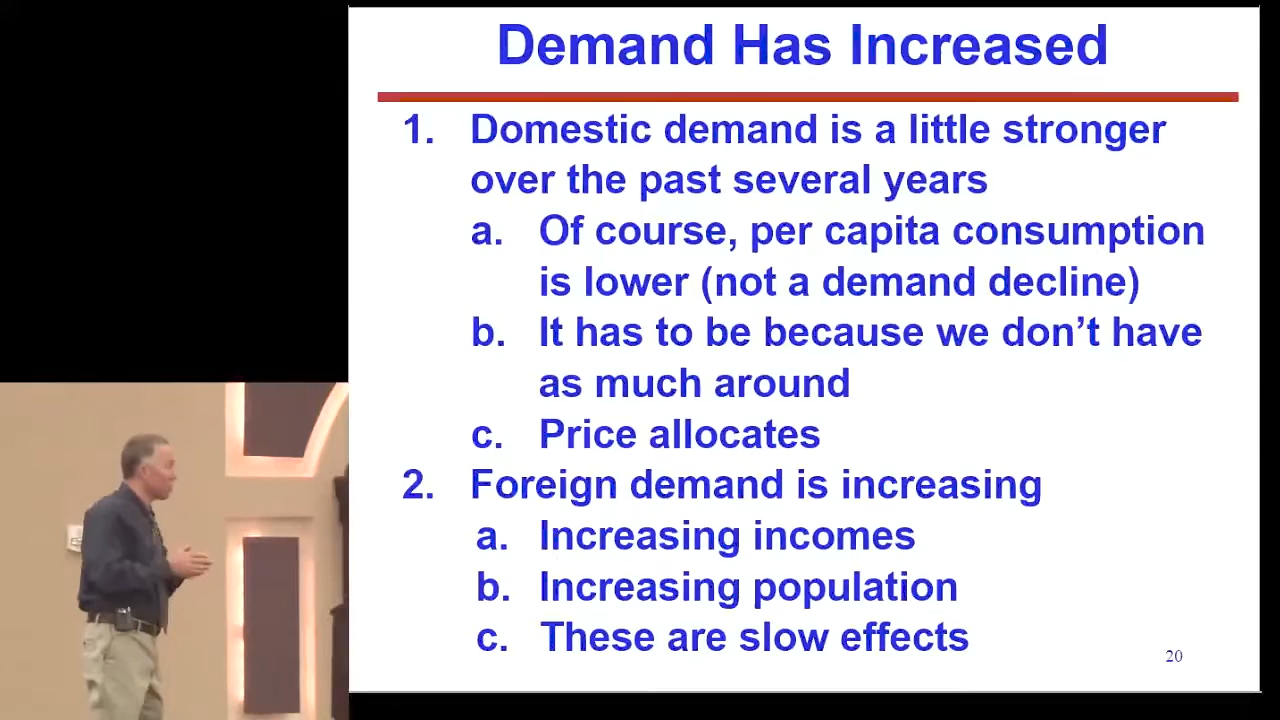 Demand Has Increased
1. Domestic demand is a little stronger
over the past several years
a. Of course, per capita consumption
is lower (not a demand decline)
b. It has to be because we don't have
as much around
c. Price allocates
2. Foreign demand is increasing
a. Increasing incomes
b. Increasing population
c. These are slow effects
20